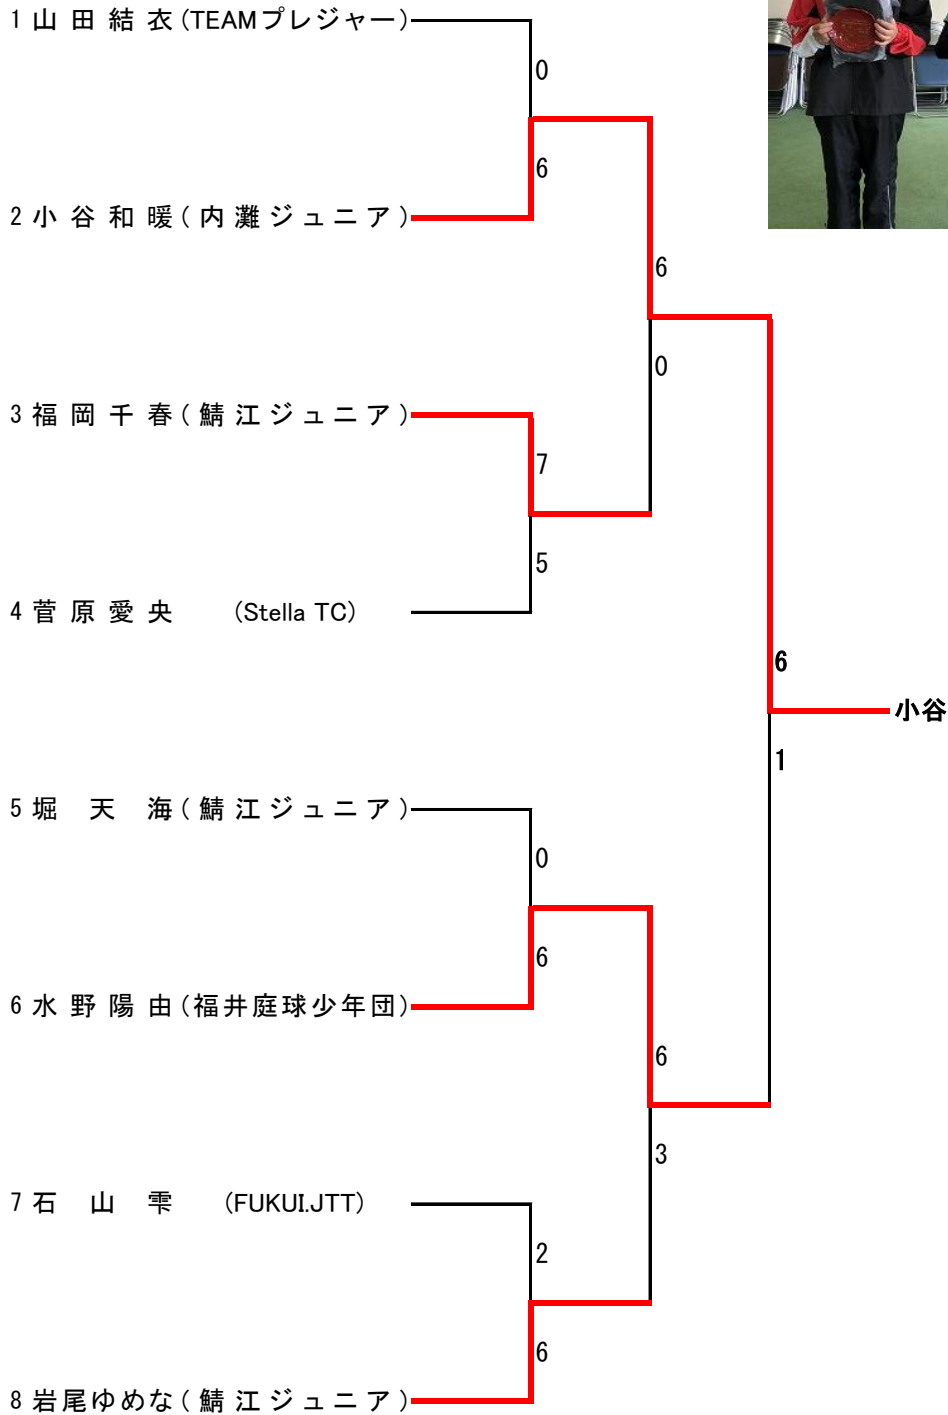 1 山田結衣(TEAMプレジャー)
0
6
2 小谷和暖(内灘ジュニア)
6
0
3 福岡千春(鯖江ジュニア)
7
5
4 菅原愛央 (Stella TC)
6
小谷
1
5 堀 天 海(鯖江ジュニア)
0
6
6 水野陽由(福井庭球少年団)
6
3
7 石 山 雫 (FUKUI.JTT)
2
6
8 岩尾ゆめな(鯖江ジュニア)